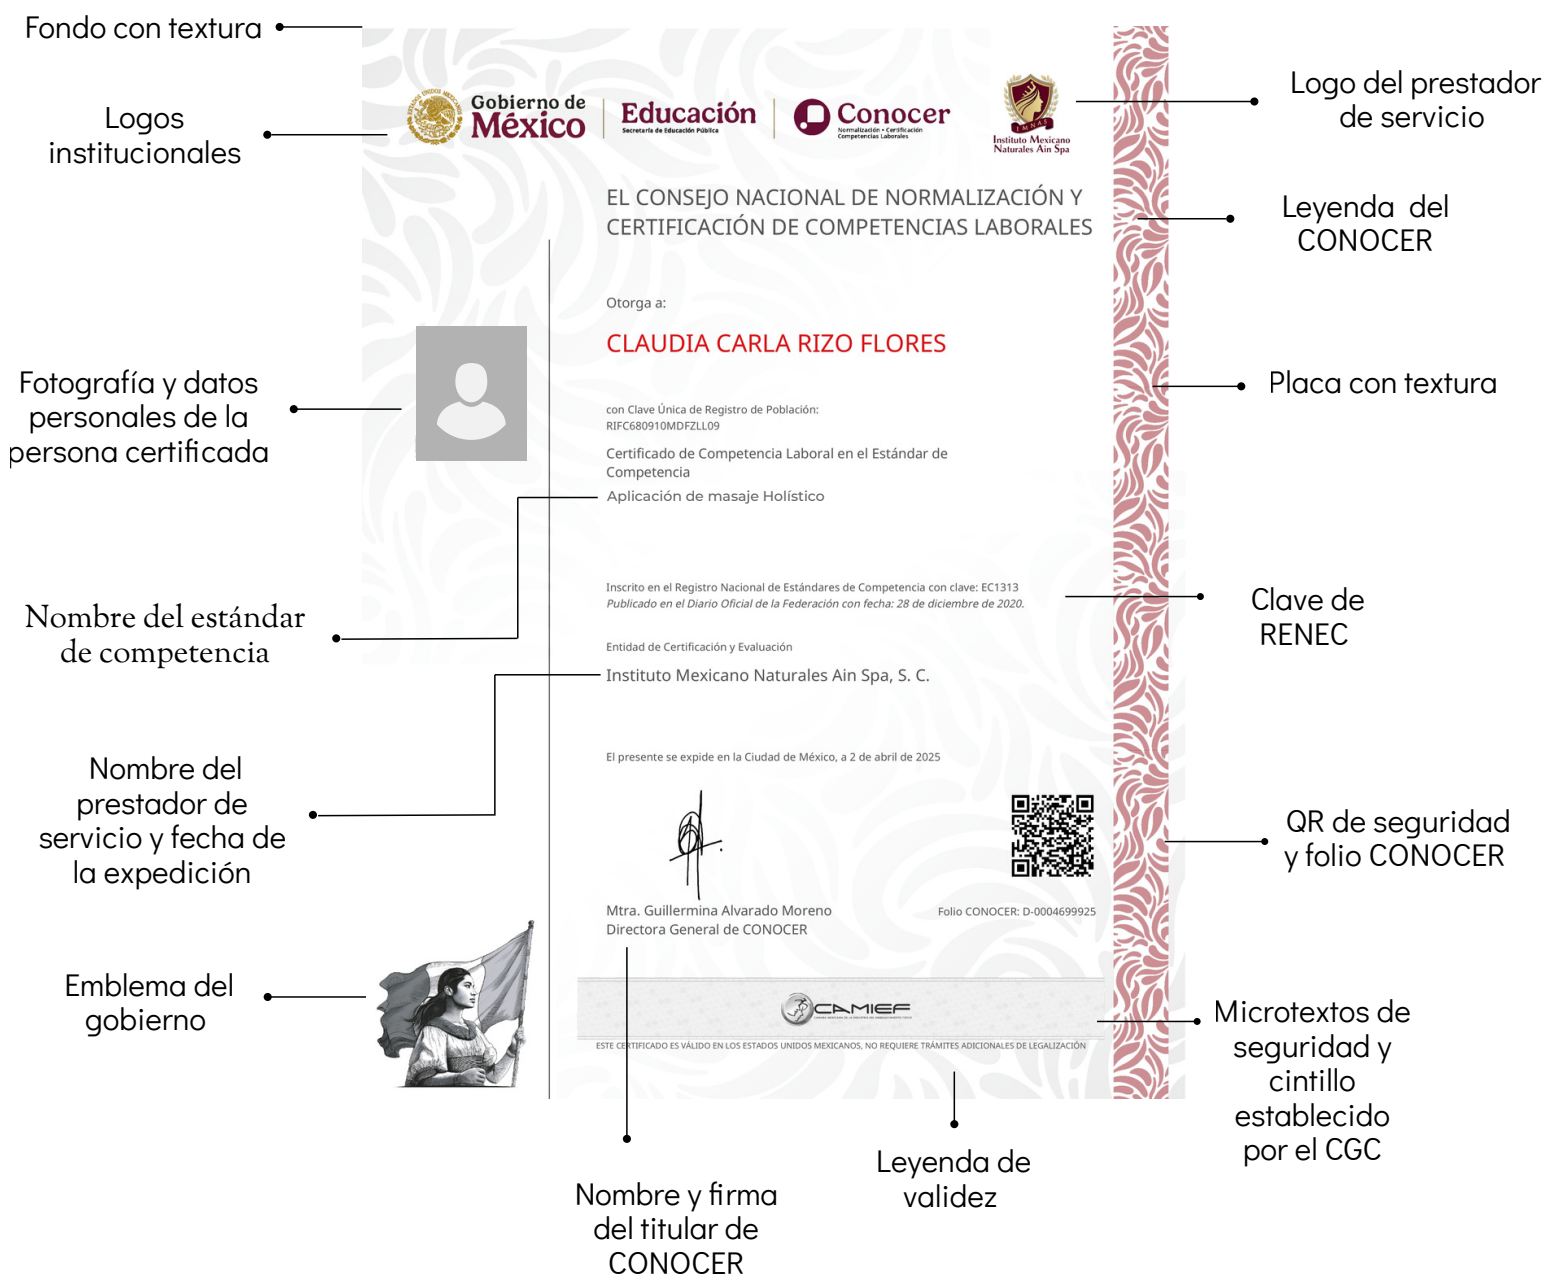 Fondo con textura
Logos
institucionales
Fotografía y datos
personales de la
persona certificada
Nombre del estándar
de competencia
Nombre del
prestador de
servicio y fecha de
la expedición
Emblema del
gobierno
Gobierno de
México
Educación
Secretaría de Educación Pública
Conocer
Normalización • Certificación
Competencias Laborales
IMNAS
Instituto Mexicano
Naturales Ain Spa
EL CONSEJO NACIONAL DE NORMALIZACIÓN Y
CERTIFICACIÓN DE COMPETENCIAS LABORALES
Otorga a:
CLAUDIA CARLA RIZO FLORES
con Clave Única de Registro de Población:
RIFC680910MDFZLL09
Certificado de Competencia Laboral en el Estándar de
Competencia
Aplicación de masaje Holístico
Inscrito en el Registro Nacional de Estándares de Competencia con clave: EC1313
Publicado en el Diario Oficial de la Federación con fecha: 28 de diciembre de 2020.
Entidad de Certificación y Evaluación
Instituto Mexicano Naturales Ain Spa, S. C.
El presente se expide en la Ciudad de México, a 2 de abril de 2025
Mtra. Guillermina Alvarado Moreno
Directora General de CONOCER
Folio CONOCER: D-0004699925
CAMIEF
ESTE CERTIFICADO ES VÁLIDO EN LOS ESTADOS UNIDOS MEXICANOS, NO REQUIERE TRÁMITES ADICIONALES DE LEGALIZACIÓN
Logo del prestador
de servicio
Leyenda del
CONOCER
Placa con textura
Clave de
RENEC
QR de seguridad
y folio CONOCER
Microtextos de
seguridad y
cintillo
establecido
por el CGC
Leyenda de
validez
Nombre y firma
del titular de
CONOCER